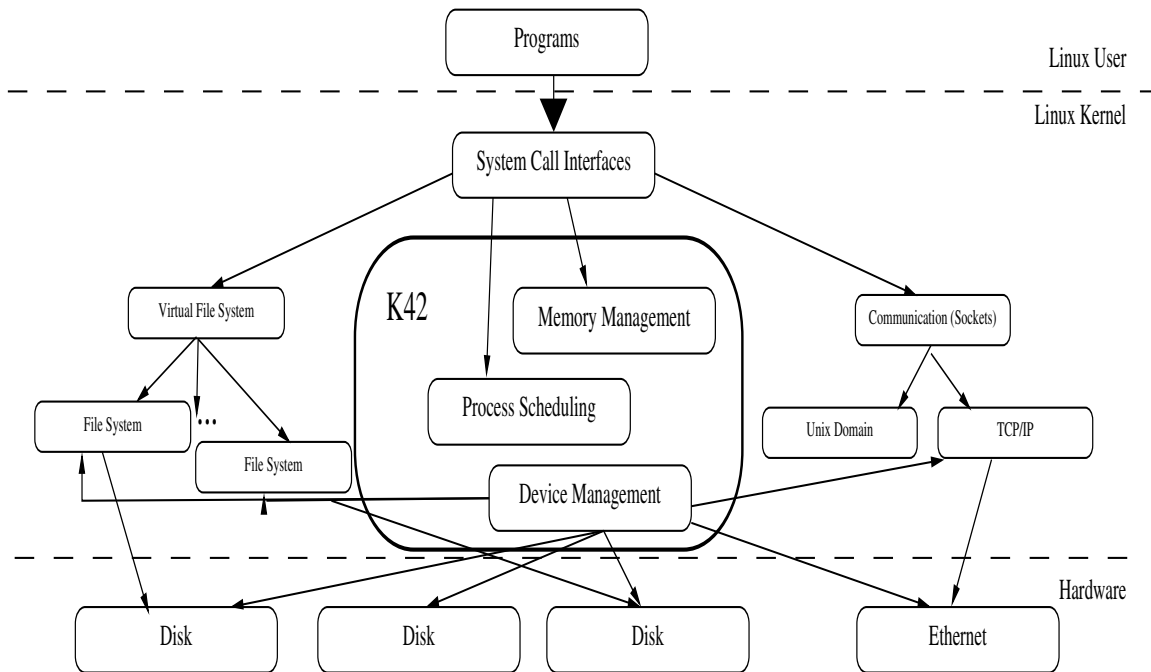 Programs
Linux User
Linux Kernel
System Call Interfaces
Virtual File System
K42
Memory Management
Communication (Sockets)
Process Scheduling
File System
...
File System
Unix Domain
TCP/IP
Device Management
Hardware
Disk
Disk
Disk
Ethernet